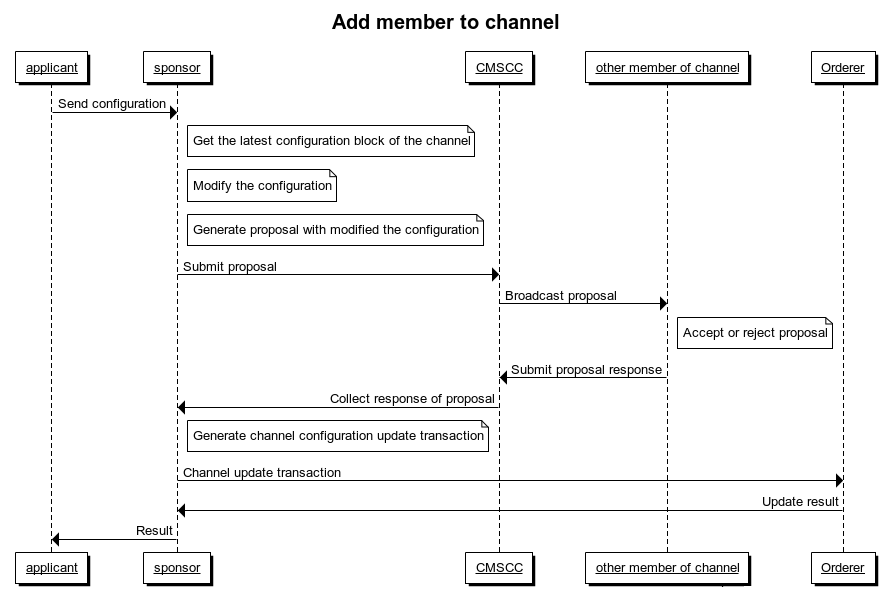 Add member to channel
applicant
sponsor
CMSCC
other member of channel
Orderer
Send configuration
Get the latest configuration block of the channel
Modify the configuration
Generate proposal with modified the configuration
Submit proposal
Broadcast proposal
Accept or reject proposal
Submit proposal response
Collect response of proposal
Generate channel configuration update transaction
Channel update transaction
Update result
Result
applicant
sponsor
CMSCC
other member of channel
Orderer